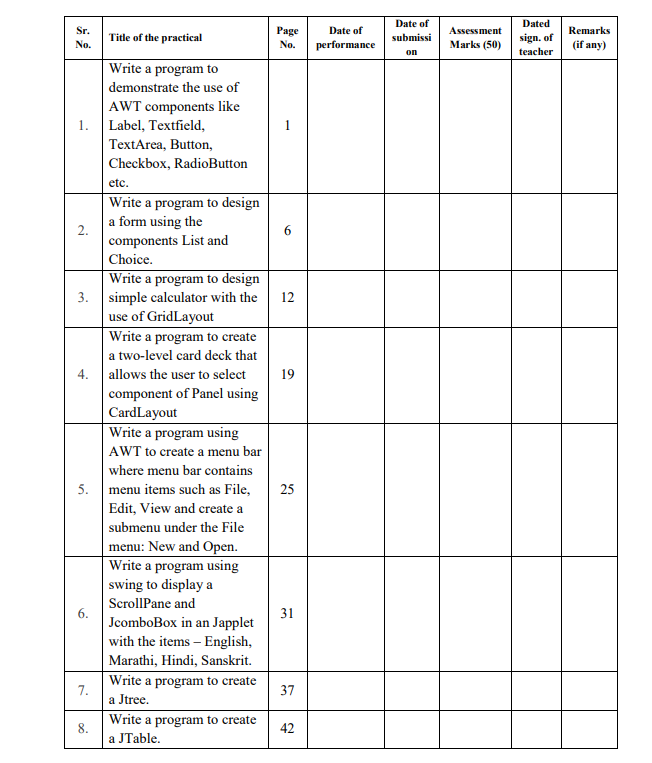 Sr. No. Title of the practical Page No. Date of performance Date of submissi on Assessment Marks (50) Dated sign. of teacher Remarks (if any)
1. Write a program to
demonstrate the use of
AWT components like
Label, Textfield,
TextArea, Button,
Checkbox, RadioButton
etc.
1
2. Write a program to design
a form using the
components List and
Choice.
6
3. Write a program to design
simple calculator with the
use of GridLayout
12
4. Write a program to create
a two-level card deck that
allows the user to select
component of Panel using
CardLayout
19
5. Write a program using
AWT to create a menu bar
where menu bar contains
menu items such as File,
Edit, View and create a
submenu under the File
menu: New and Open.
25
6. Write a program using
swing to display a
ScrollPane and
JcomboBox in an Japplet
with the items – English,
Marathi, Hindi, Sanskrit.
31
7. Write a program to create
a Jtree.
37
8. Write a program to create
a JTable.
42